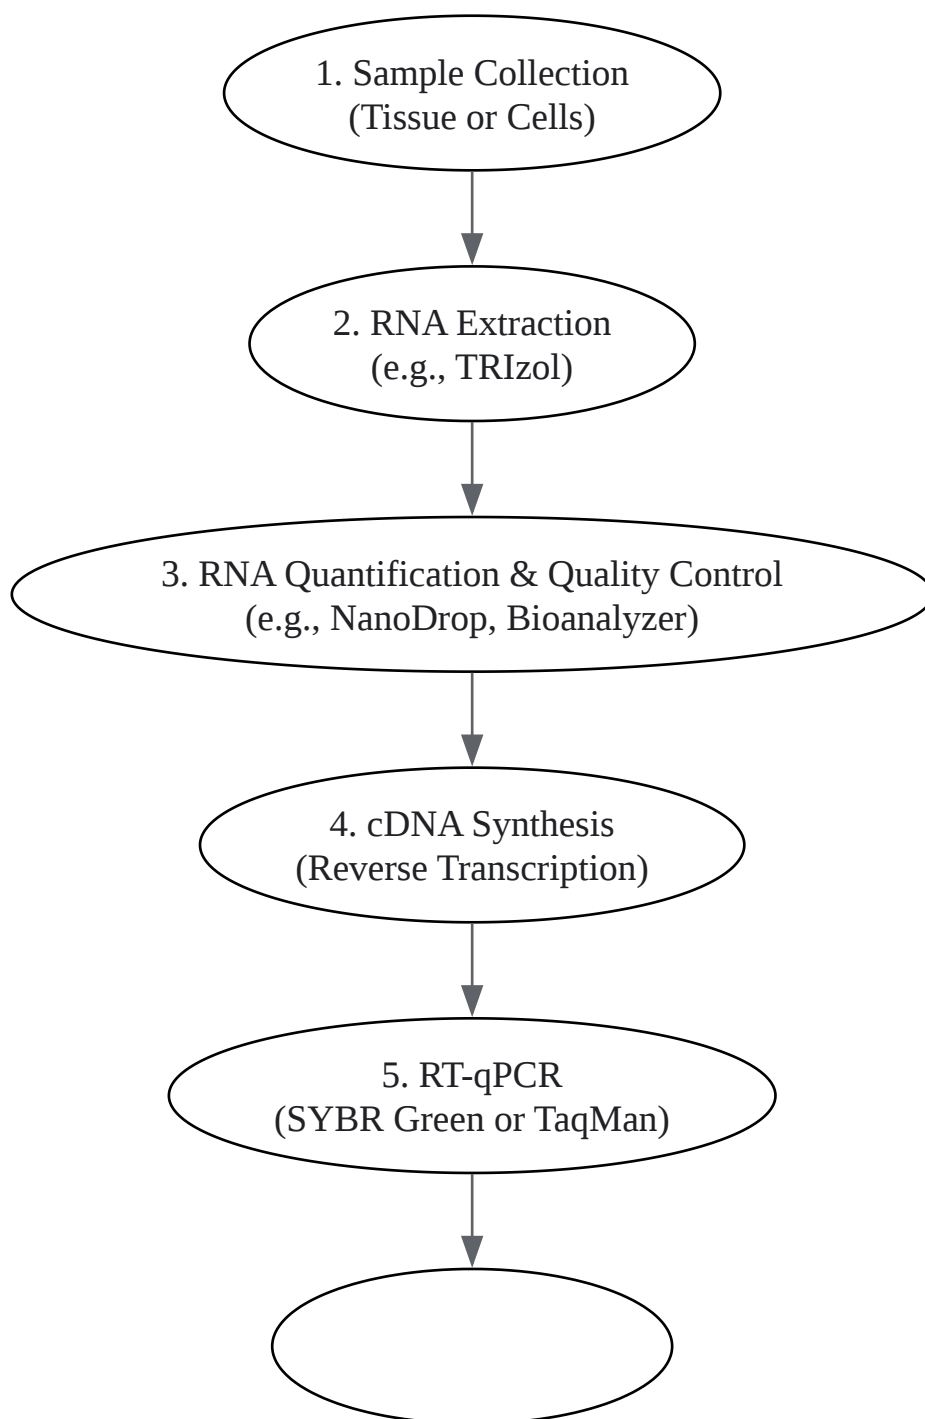 1. Sample Collection
(Tissue or Cells)
2. RNA Extraction
(e.g., TRIzol)
3. RNA Quantification & Quality Control
(e.g., NanoDrop, Bioanalyzer)
4. cDNA Synthesis
(Reverse Transcription)
5. RT-qPCR
(SYBR Green or TaqMan)